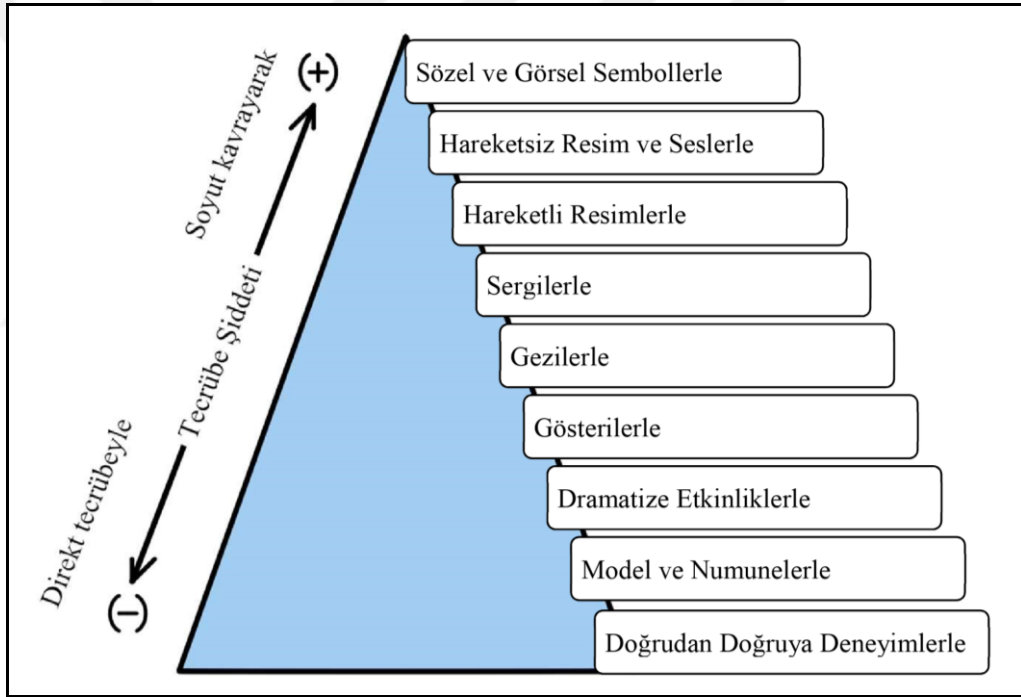 Soyut kavrayarak
(+)
Tecrübe Şiddeti
Direkt tecrübeyle
(−)
Sözel ve Görsel Sembollerle
Hareketsiz Resim ve Seslerle
Hareketli Resimlerle
Sergilerle
Gezilerle
Gösterilerle
Dramatize Etkinliklerle
Model ve Numunelerle
Doğrudan Doğruya Deneyimlerle